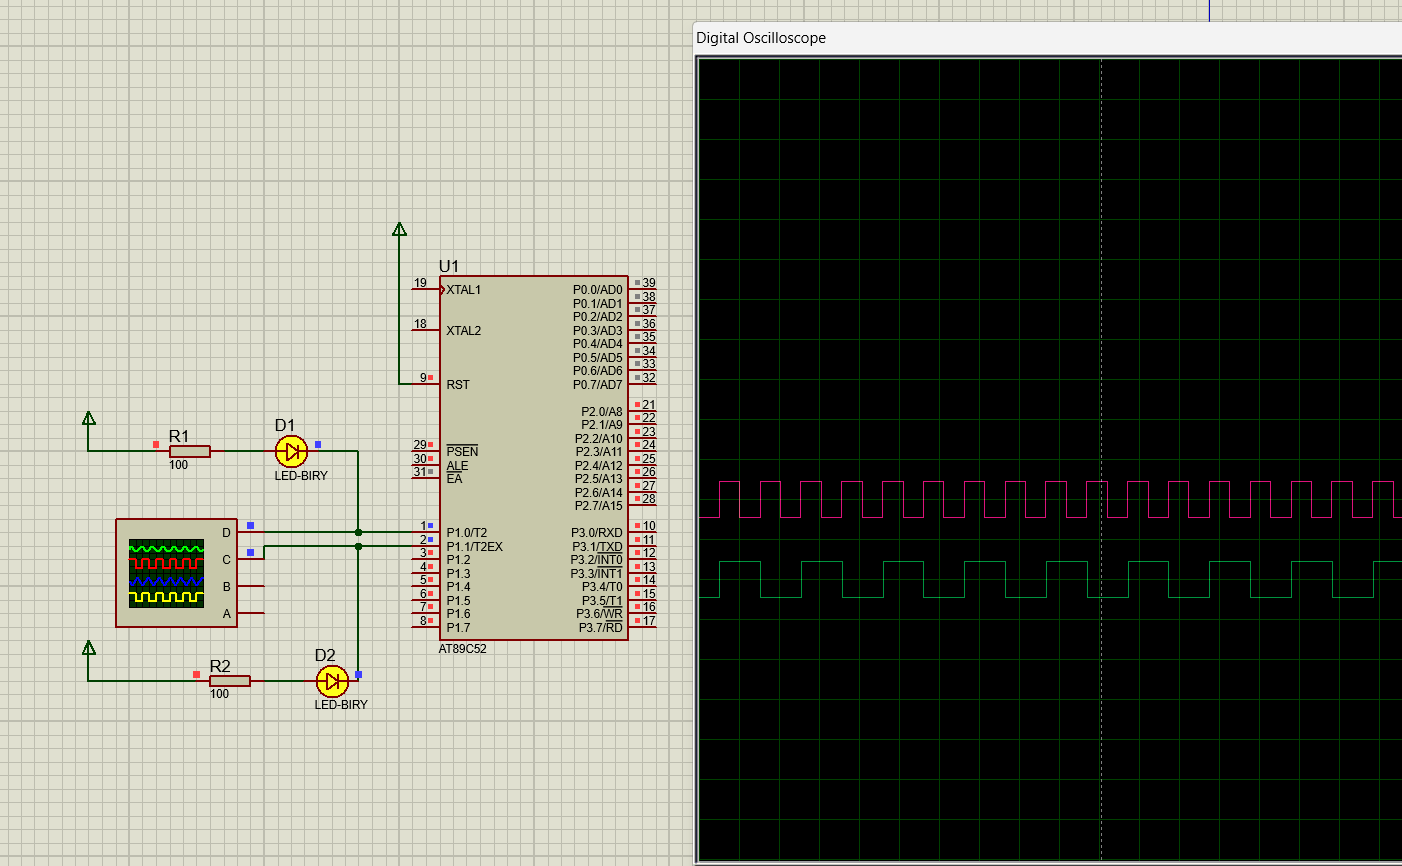 Digital Oscilloscope
U1
19 XTAL1 P0.0/AD0 39
P0.1/AD1 38
P0.2/AD2 37
18 XTAL2 P0.3/AD3 36
P0.4/AD4 35
P0.5/AD5 34
P0.6/AD6 33
9 RST P0.7/AD7 32
P2.0/A8 21
P2.1/A9 22
P2.2/A10 23
29 PSEN P2.3/A11 24
30 ALE P2.4/A12 25
31 EA P2.5/A13 26
P2.6/A14 27
P2.7/A15 28
1 P1.0/T2 P3.0/RXD 10
2 P1.1/T2EX P3.1/TXD 11
3 P1.2 P3.2/INT0 12
4 P1.3 P3.3/INT1 13
5 P1.4 P3.4/T0 14
6 P1.5 P3.5/T1 15
7 P1.6 P3.6/WR 16
8 P1.7 P3.7/RD 17
AT89C52
R1
100
D1
LED-BIRY
D
C
B
A
R2
100
D2
LED-BIRY